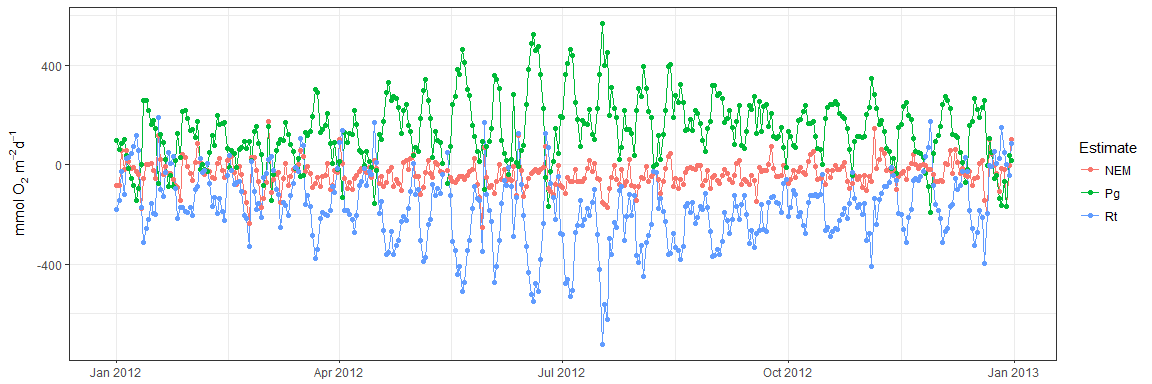 mmol O₂ m⁻²d⁻¹
400
0
-400
Jan 2012
Apr 2012
Jul 2012
Oct 2012
Jan 2013
Estimate
NEM
Pg
Rt